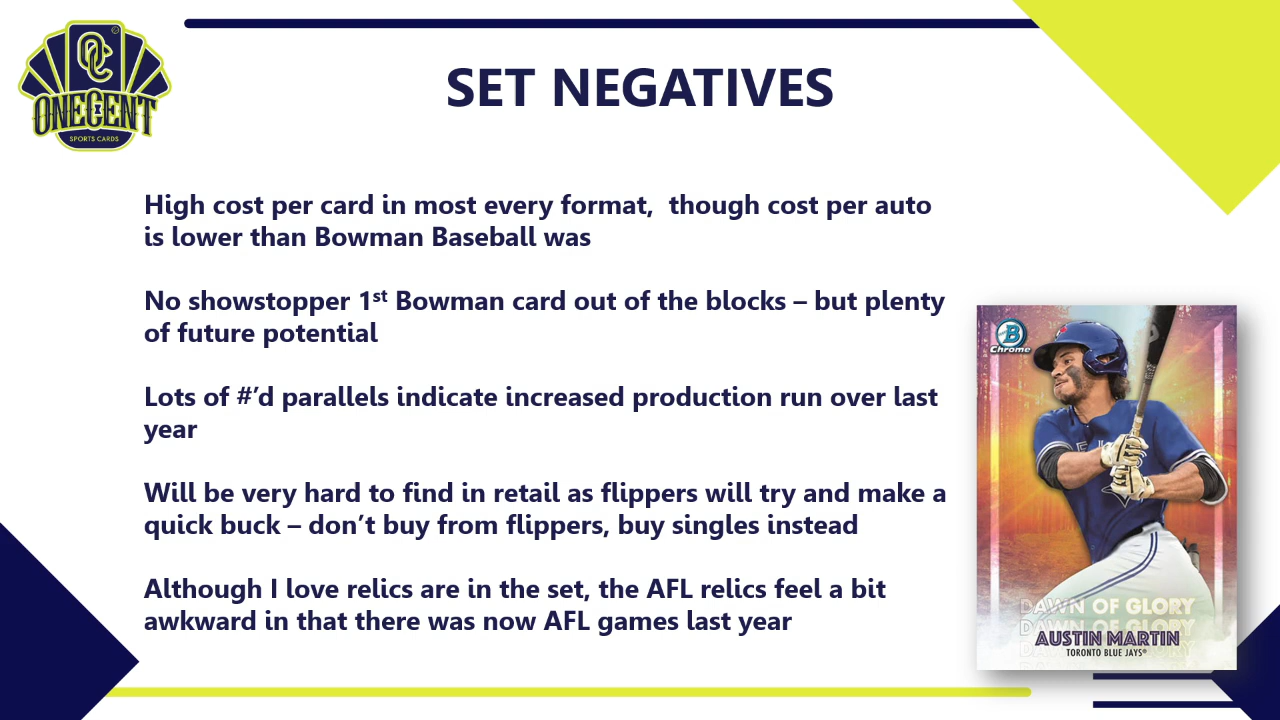 OC
ONECENT
SPORTS CARDS
SET NEGATIVES
High cost per card in most every format,  though cost per auto
is lower than Bowman Baseball was
No showstopper 1st Bowman card out of the blocks – but plenty
of future potential
Lots of #’d parallels indicate increased production run over last
year
Will be very hard to find in retail as flippers will try and make a
quick buck – don’t buy from flippers, buy singles instead
Although I love relics are in the set, the AFL relics feel a bit
awkward in that there was now AFL games last year
B
Chrome
DAWN OF GLORY
DAWN OF GLORY
AUSTIN MARTIN
TORONTO BLUE JAYS®